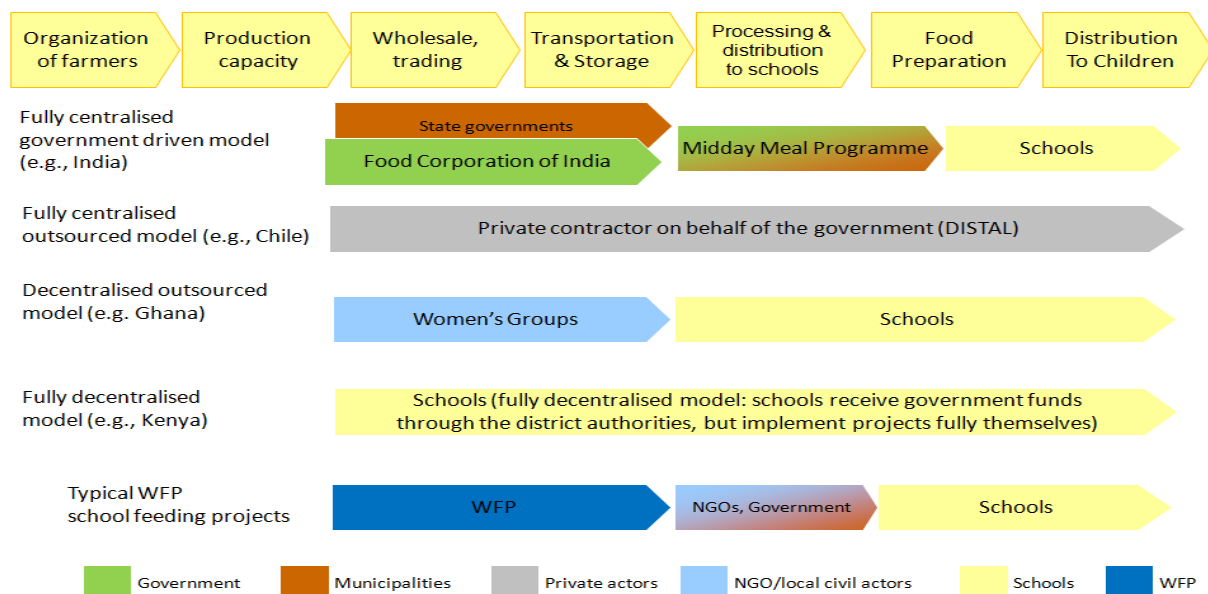 Organization
of farmers
Production
capacity
Wholesale,
trading
Transportation
& Storage
Processing &
distribution
to schools
Food
Preparation
Distribution
To Children
Fully centralised
government driven model
(e.g., India)
State governments
Food Corporation of India
Midday Meal Programme
Schools
Fully centralised
outsourced model (e.g., Chile)
Private contractor on behalf of the government (DISTAL)
Decentralised outsourced
model (e.g. Ghana)
Women's Groups
Schools
Fully decentralised
model (e.g., Kenya)
Schools (fully decentralised model: schools receive government funds
through the district authorities, but implement projects fully themselves)
Typical WFP
school feeding projects
WFP
NGOs, Government
Schools
Government
Municipalities
Private actors
NGO/local civil actors
Schools
WFP